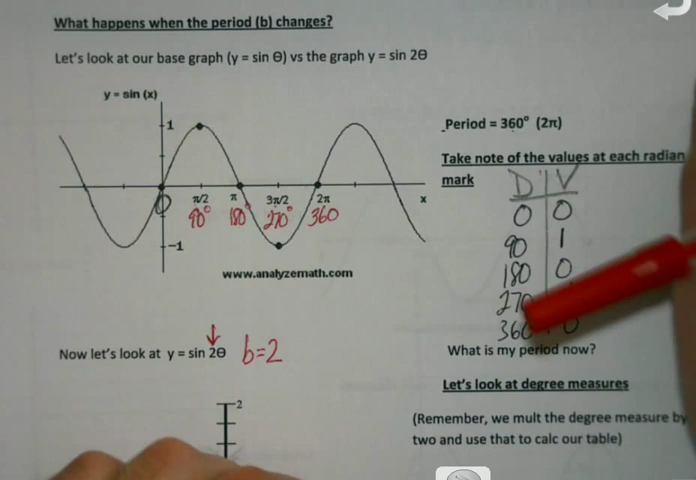 What happens when the period (b) changes?
Let's look at our base graph (y = sin Θ) vs the graph y = sin 2Θ
y = sin (x)
1
Period = 360° (2π)
Take note of the values at each radian
mark
D V
0 0
90 1
180 0
270
360 0
π/2 π 3π/2 2π x
0 90° 180° 270° 360
-1
www.analyzemath.com
Now let's look at y = sin 2Θ b=2
What is my period now?
Let's look at degree measures
2
(Remember, we mult the degree measure by
two and use that to calc our table)